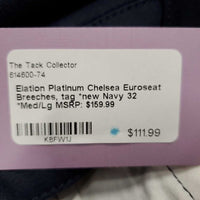 The Tack Collector
614600-74
Elation Platinum Chelsea Euroseat
Breeches, tag *new Navy 32
*Med/Lg MSRP: $159.99
K8FW1J
$111.99